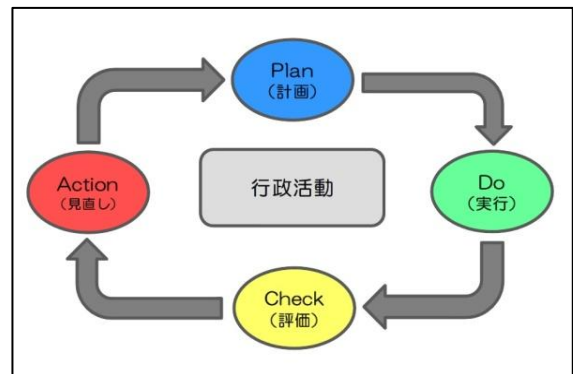 Plan
(計画)
Action
(見直し)
行政活動
Do
(実行)
Check
(評価)